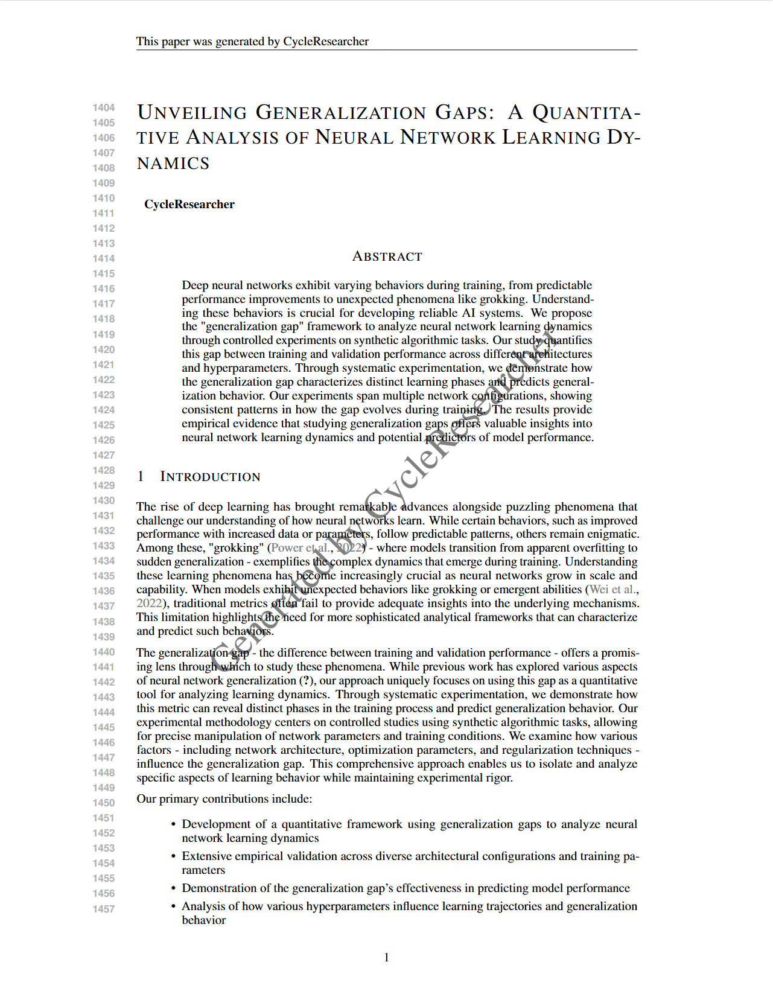 This paper was generated by CycleResearcher
1404
1405
1406
1407
1408
1409
1410
1411
1412
1413
1414
1415
1416
1417
1418
1419
1420
1421
1422
1423
1424
1425
1426
1427
1428
1429
1430
1431
1432
1433
1434
1435
1436
1437
1438
1439
1440
1441
1442
1443
1444
1445
1446
1447
1448
1449
1450
1451
1452
1453
1454
1455
1456
1457
UNVEILING GENERALIZATION GAPS: A QUANTITA-
TIVE ANALYSIS OF NEURAL NETWORK LEARNING DY-
NAMICS
CycleResearcher
ABSTRACT
Deep neural networks exhibit varying behaviors during training, from predictable
performance improvements to unexpected phenomena like grokking. Understand-
ing these behaviors is crucial for developing reliable AI systems. We propose
the "generalization gap" framework to analyze neural network learning dynamics
through controlled experiments on synthetic algorithmic tasks. Our study quantifies
this gap between training and validation performance across different architectures
and hyperparameters. Through systematic experimentation, we demonstrate how
the generalization gap characterizes distinct learning phases and predicts general-
ization behavior. Our experiments span multiple network configurations, showing
consistent patterns in how the gap evolves during training. The results provide
empirical evidence that studying generalization gaps offers valuable insights into
neural network learning dynamics and potential predictors of model performance.
1 INTRODUCTION
The rise of deep learning has brought remarkable advances alongside puzzling phenomena that
challenge our understanding of how neural networks learn. While certain behaviors, such as improved
performance with increased data or parameters, follow predictable patterns, others remain enigmatic.
Among these, "grokking" (Power et al., 2022) - where models transition from apparent overfitting to
sudden generalization - exemplifies the complex dynamics that emerge during training. Understanding
these learning phenomena has become increasingly crucial as neural networks grow in scale and
capability. When models exhibit unexpected behaviors like grokking or emergent abilities (Wei et al.,
2022), traditional metrics often fail to provide adequate insights into the underlying mechanisms.
This limitation highlights the need for more sophisticated analytical frameworks that can characterize
and predict such behaviors.
The generalization gap - the difference between training and validation performance - offers a promis-
ing lens through which to study these phenomena. While previous work has explored various aspects
of neural network generalization (?), our approach uniquely focuses on using this gap as a quantitative
tool for analyzing learning dynamics. Through systematic experimentation, we demonstrate how
this metric can reveal distinct phases in the training process and predict generalization behavior. Our
experimental methodology centers on controlled studies using synthetic algorithmic tasks, allowing
for precise manipulation of network parameters and training conditions. We examine how various
factors - including network architecture, optimization parameters, and regularization techniques -
influence the generalization gap. This comprehensive approach enables us to isolate and analyze
specific aspects of learning behavior while maintaining experimental rigor.
Our primary contributions include:
• Development of a quantitative framework using generalization gaps to analyze neural
network learning dynamics
• Extensive empirical validation across diverse architectural configurations and training pa-
rameters
• Demonstration of the generalization gap's effectiveness in predicting model performance
• Analysis of how various hyperparameters influence learning trajectories and generalization
behavior
Generated by CycleResearcher
1